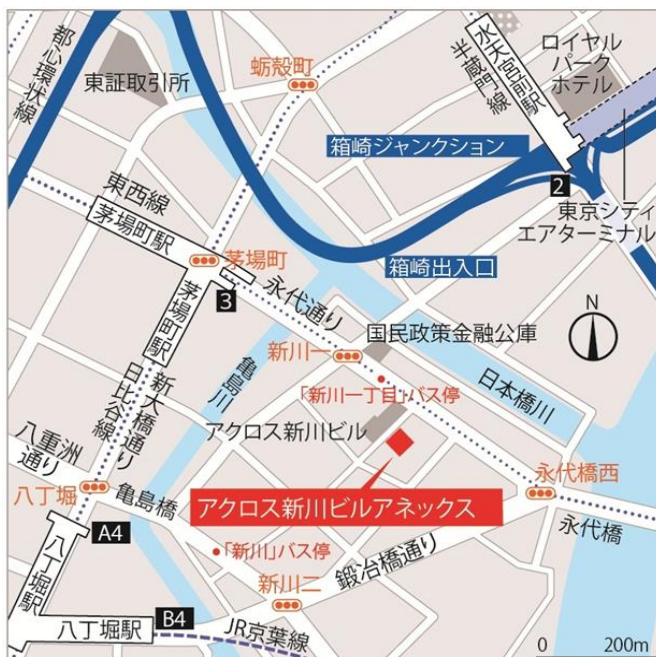 都心環状線
東証取引所
蛎殻町
半蔵門線
水天宮前駅
ロイヤル
パーク
ホテル
箱崎ジャンクション
2
東京シティ
エアターミナル
東西線
茅場町駅
茅場町
箱崎出入口
3
永代通り
国民政策金融公庫
N
茅場町駅
新川一
亀島川
「新川一丁目」バス停
日本橋川
新大橋通り
日比谷線
アクロス新川ビル
八重洲
通り
八丁堀
亀島橋
アクロス新川ビルアネックス
永代橋西
永代橋
A4
「新川」バス停
鍛冶橋通り
八丁堀駅
新川二
B4
八丁堀駅
JR京葉線
0 200m